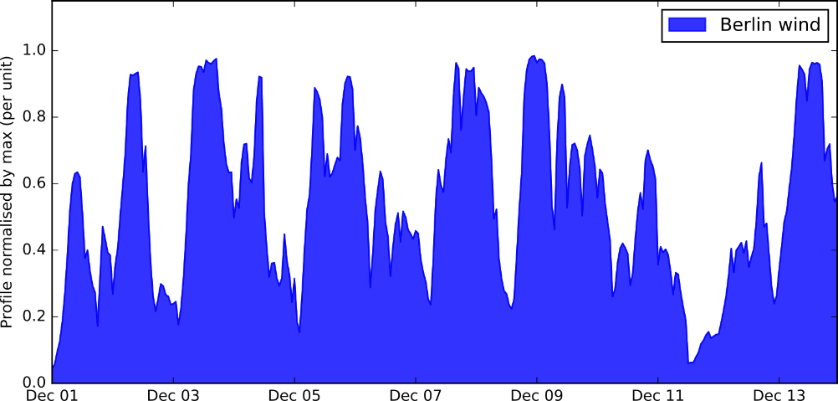 Berlin wind
Profile normalised by max (per unit)
1.0
0.8
0.6
0.4
0.2
0.0
Dec 01 Dec 03 Dec 05 Dec 07 Dec 09 Dec 11 Dec 13